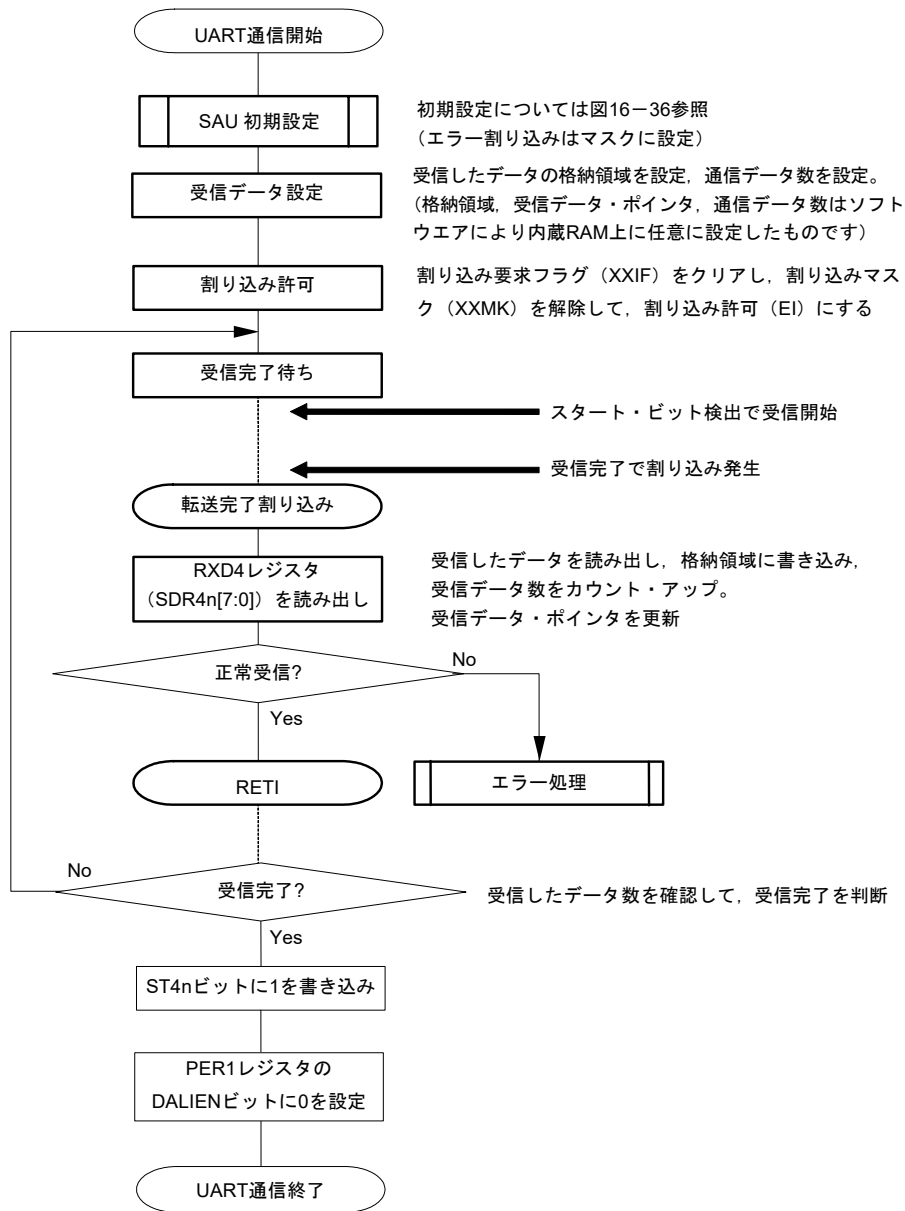 UART通信開始
SAU 初期設定
初期設定については図16－36参照
（エラー割り込みはマスクに設定）
受信データ設定
受信したデータの格納領域を設定，通信データ数を設定。
（格納領域，受信データ・ポインタ，通信データ数はソフト
ウエアにより内蔵RAM上に任意に設定したものです）
割り込み許可
割り込み要求フラグ（XXIF）をクリアし，割り込みマス
ク（XXMK）を解除して，割り込み許可（EI）にする
受信完了待ち
スタート・ビット検出で受信開始
受信完了で割り込み発生
転送完了割り込み
RXD4レジスタ
（SDR4n[7:0]）を読み出し
受信したデータを読み出し，格納領域に書き込み，
受信データ数をカウント・アップ。
受信データ・ポインタを更新
正常受信?
No
Yes
RETI
エラー処理
No
受信完了?
受信したデータ数を確認して，受信完了を判断
Yes
ST4nビットに1を書き込み
PER1レジスタの
DALIENビットに0を設定
UART通信終了